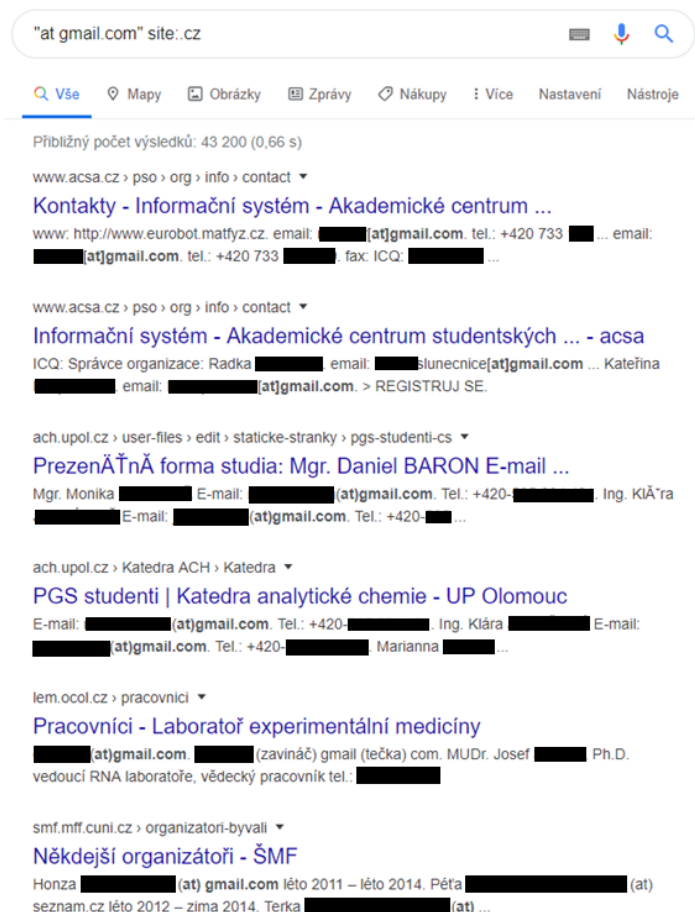 "at gmail.com" site:.cz
Vše Mapy Obrázky Zprávy Nákupy Více Nastavení Nástroje
Přibližný počet výsledků: 43 200 (0,66 s)
www.acsa.cz › pso › org › info › contact
Kontakty - Informační systém - Akademické centrum ...
www: http://www.eurobot.matfyz.cz. email: [at]gmail.com. tel.: +420 733 ... email:
[at]gmail.com. tel.: +420 733 . fax: ICQ: ...
www.acsa.cz › pso › org › info › contact
Informační systém - Akademické centrum studentských ... - acsa
ICQ: Správce organizace: Radka . email: slunecnice[at]gmail.com ... Kateřina
. email: [at]gmail.com. > REGISTRUJ SE.
ach.upol.cz › user-files › edit › staticke-stranky › pgs-studenti-cs
PrezenÄŤnĂ­ forma studia: Mgr. Daniel BARON E-mail ...
Mgr. Monika E-mail: (at)gmail.com. Tel.: +420- . Ing. KlĂˇra
E-mail: (at)gmail.com. Tel.: +420- ...
ach.upol.cz › Katedra ACH › Katedra
PGS studenti | Katedra analytické chemie - UP Olomouc
E-mail: (at)gmail.com. Tel.: +420- . Ing. Klára E-mail:
(at)gmail.com. Tel.: +420- . Marianna ...
lem.ocol.cz › pracovnici
Pracovníci - Laboratoř experimentální medicíny
(at)gmail.com. (zavináč) gmail (tečka) com. MUDr. Josef Ph.D.
vedoucí RNA laboratoře, vědecký pracovník tel.:
smf.mff.cuni.cz › organizatori-byvali
Někdejší organizátoři - ŠMF
Honza (at) gmail.com léto 2011 – léto 2014. Péťa (at)
seznam.cz léto 2012 – zima 2014. Terka (at) ...